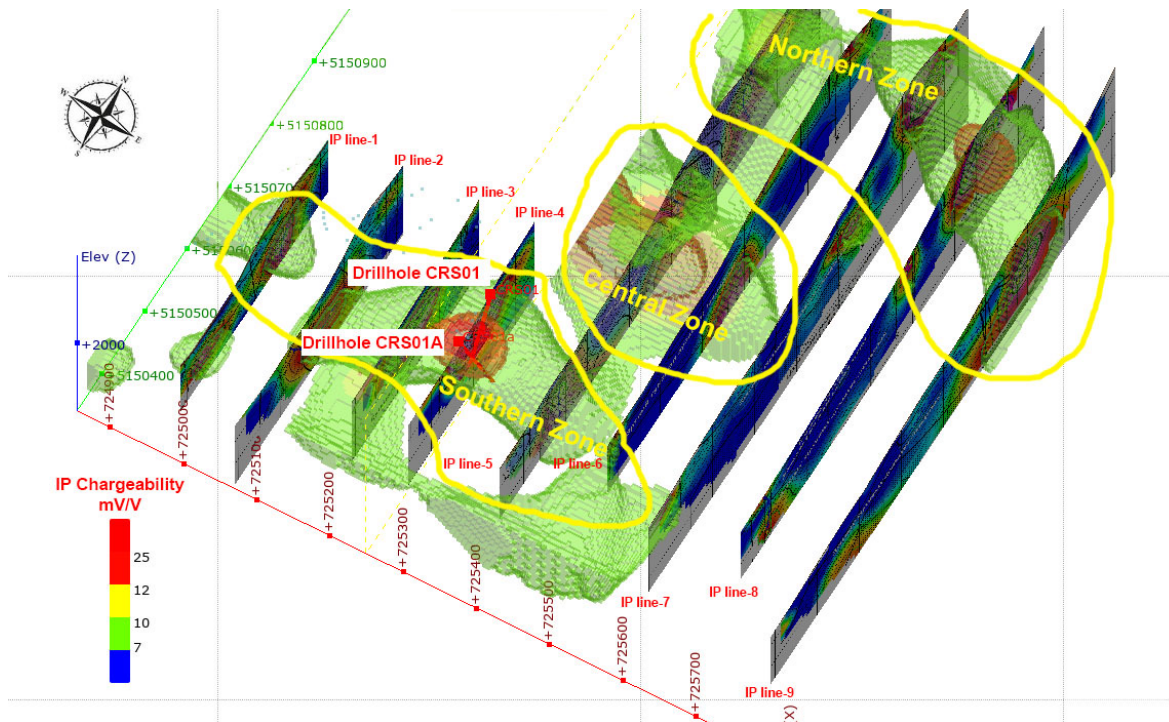 Northern Zone
+5150900
N
W
E
S
+5150800
IP line-1
IP line-2
+515070
IP line-3
IP line-4
+515060
Elev (Z)
Drillhole CRS01
Central Zone
+5150500
+2000
Drillhole CRS01A
+5150400
Southern Zone
+724900
+725000
IP line-5
IP line-6
+725100
IP Chargeability
mV/V
+725200
+725300
25
+725400
12
IP line-7
IP line-8
10
+725500
7
+725600
IP line-9
+725700
(X)